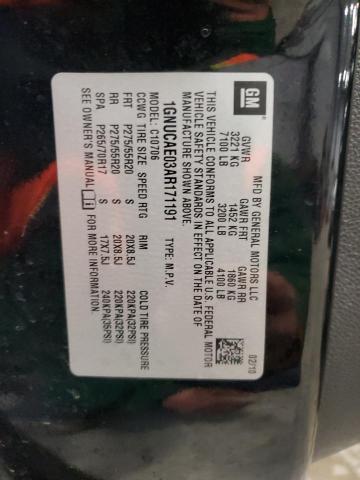 GM
MFD BY GENERAL MOTORS LLC 02/10
GVWR GAWR FRT GAWR RR
3221 KG 1452 KG 1860 KG
7100 LB 3200 LB 4100 LB
THIS VEHICLE CONFORMS TO ALL APPLICABLE U.S. FEDERAL MOTOR
VEHICLE SAFETY STANDARDS IN EFFECT ON THE DATE OF
MANUFACTURE SHOWN ABOVE.
1GNUCAE03AR171191 TYPE: M.P.V.
MODEL: C10706
CCWG TIRE SIZE SPEED RTG RIM COLD TIRE PRESSURE
FRT P275/55R20 S 20X8.5J 220KPA(32PSI)
RR P275/55R20 S 20X8.5J 220KPA(32PSI)
SPA P265/70R17 S 17X7.5J 240KPA(35PSI)
SEE OWNER'S MANUAL